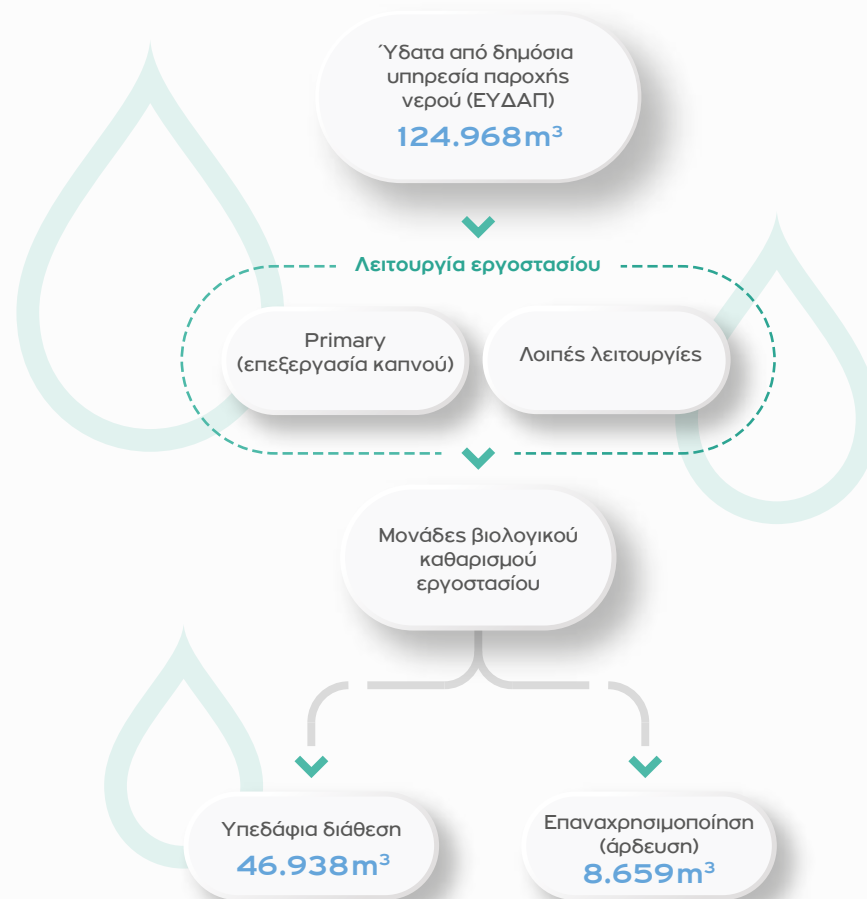 Ύδατα από δημόσια
υπηρεσία παροχής
νερού (ΕΥΔΑΠ)
124.968m³
Λειτουργία εργοστασίου
Primary
(επεξεργασία καπνού)
Λοιπές λειτουργίες
Μονάδες βιολογικού
καθαρισμού
εργοστασίου
Υπεδάφια διάθεση
46.938m³
Επαναχρησιμοποίηση
(άρδευση)
8.659m³